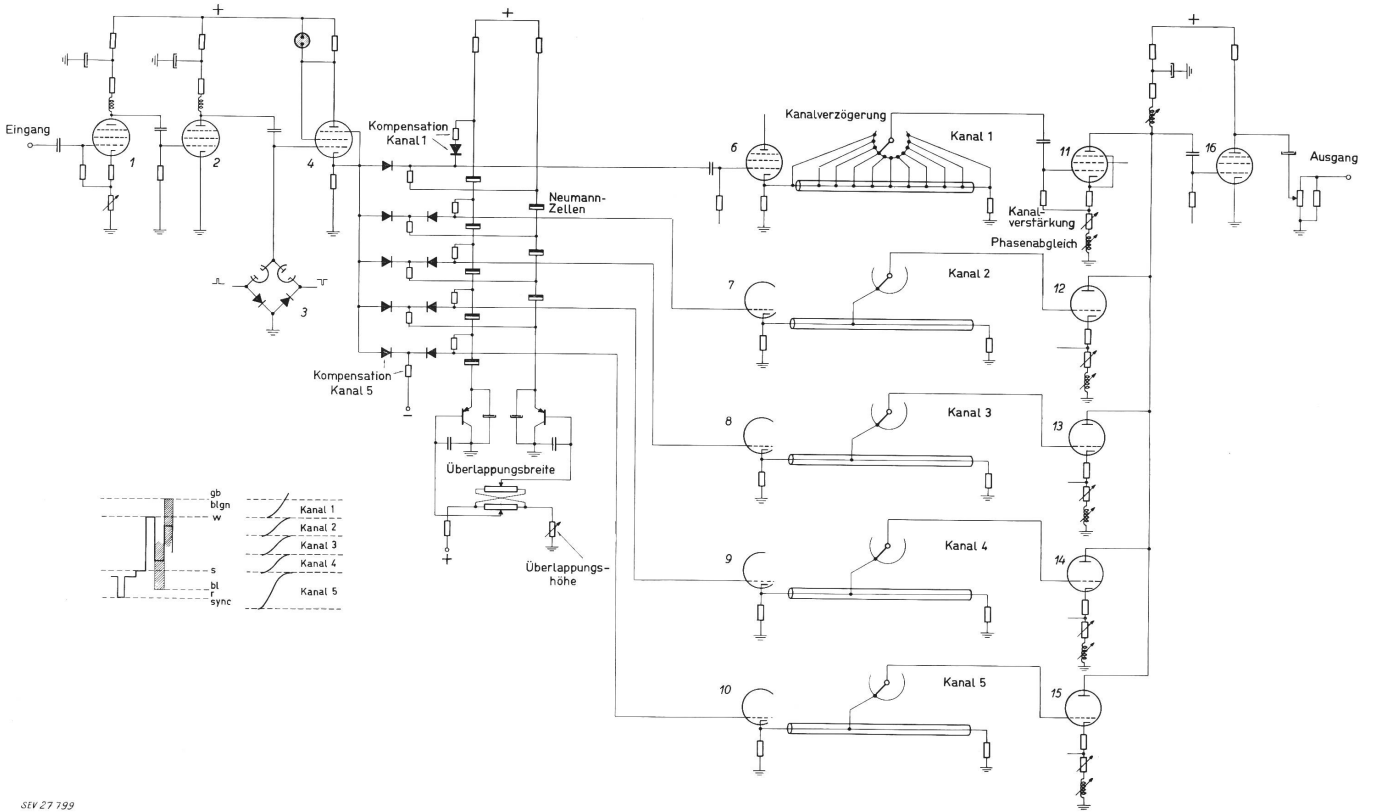 +
+
+
Eingang
1
2
4
3
Kompensation
Kanal 1
Neumann-
Zellen
Kompensation
Kanal 5
–
Überlappungsbreite
+
Überlappungs-
höhe
Kanalverzögerung
Kanal 1
6
11
16
Ausgang
Kanal-
verstärkung
Phasenabgleich
7
Kanal 2
12
8
Kanal 3
13
9
Kanal 4
14
10
Kanal 5
15
gb
blgn
w
s
bl
r
sync
Kanal 1
Kanal 2
Kanal 3
Kanal 4
Kanal 5
SEV 27 799